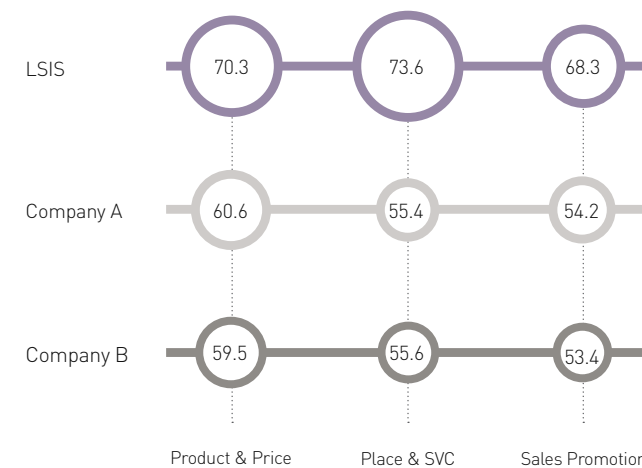 LSIS 70.3 73.6 68.3
Company A 60.6 55.4 54.2
Company B 59.5 55.6 53.4
Product & Price Place & SVC Sales Promotion